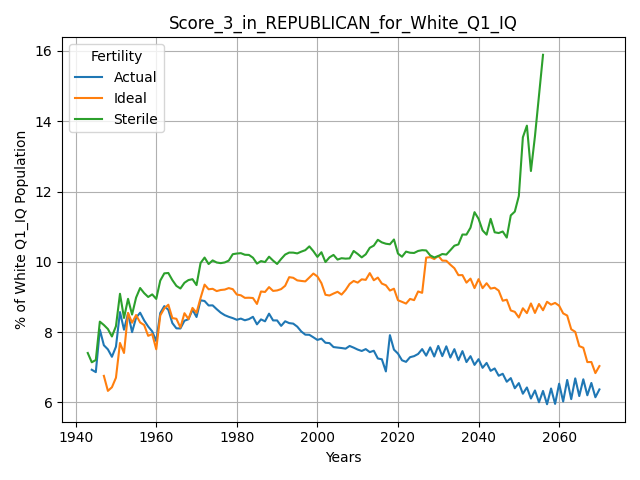 Score_3_in_REPUBLICAN_for_White_Q1_IQ
Fertility
Actual
Ideal
Sterile
% of White Q1_IQ Population
16
14
12
10
8
6
1940
1960
1980
2000
2020
2040
2060
Years